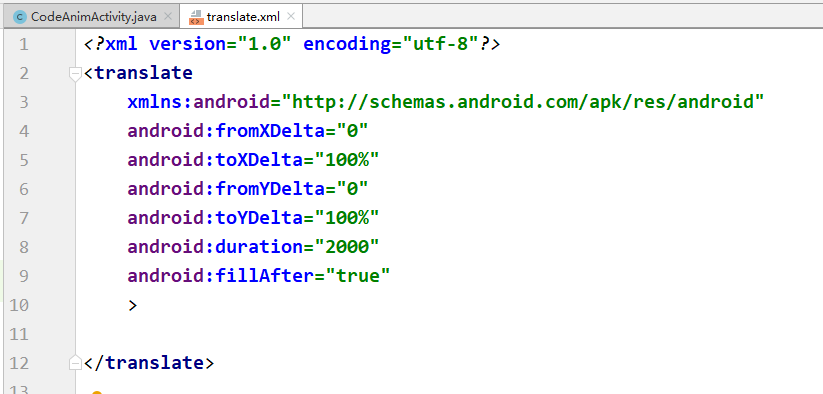 CodeAnimActivity.java translate.xml
1 <?xml version="1.0" encoding="utf-8"?>
2 <translate
3 xmlns:android="http://schemas.android.com/apk/res/android"
4 android:fromXDelta="0"
5 android:toXDelta="100%"
6 android:fromYDelta="0"
7 android:toYDelta="100%"
8 android:duration="2000"
9 android:fillAfter="true"
10 >
11
12 </translate>
13